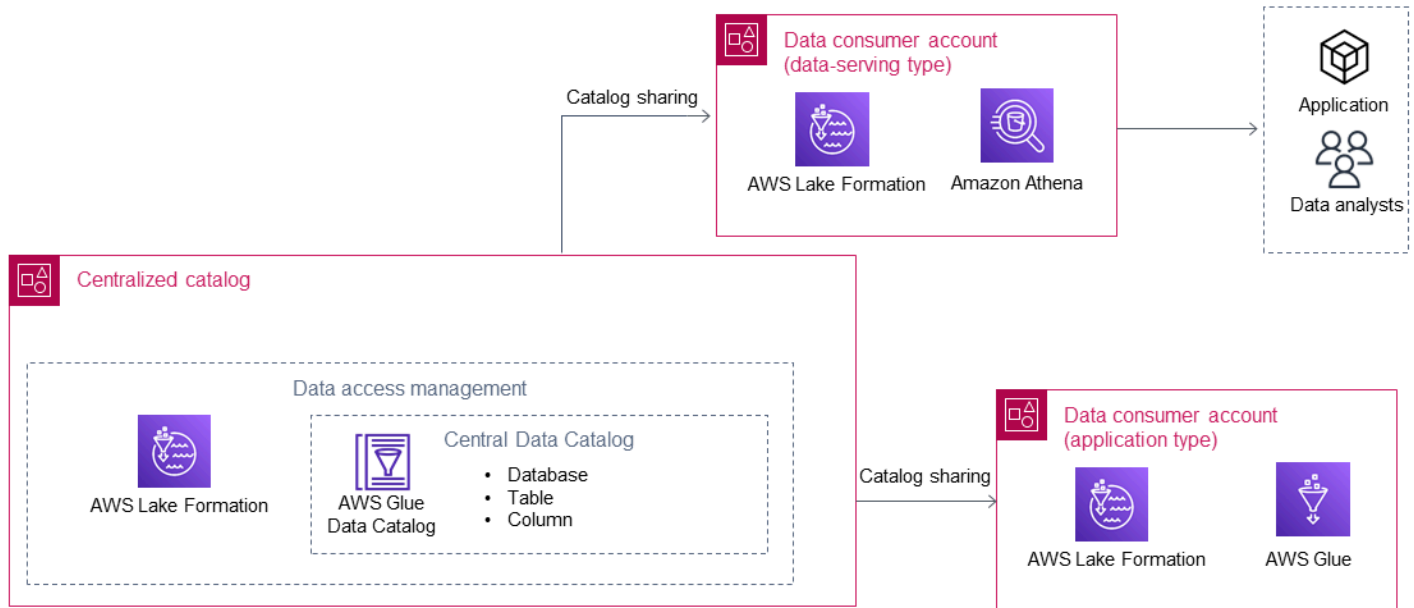 Data consumer account
(data-serving type)
Catalog sharing
AWS Lake Formation
Amazon Athena
Application
Data analysts
Centralized catalog
Data access management
AWS Lake Formation
Central Data Catalog
• Database
• Table
• Column
AWS Glue
Data Catalog
Catalog sharing
Data consumer account
(application type)
AWS Lake Formation
AWS Glue